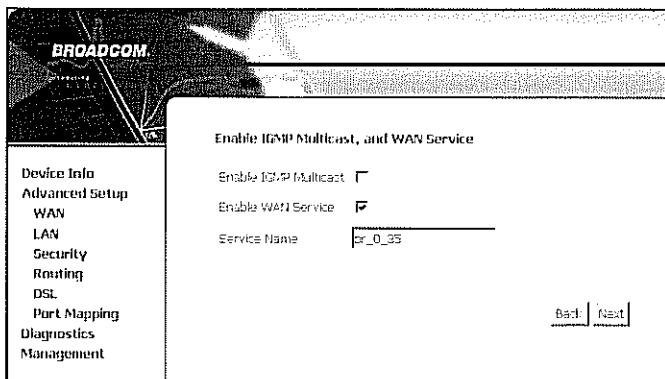 BROADCOM
Enable IGMP Multicast, and WAN Service
Enable IGMP Multicast
Enable WAN Service
Service Name
br_0_35
Back
Next
Device Info
Advanced Setup
WAN
LAN
Security
Routing
DSL
Port Mapping
Diagnostics
Management